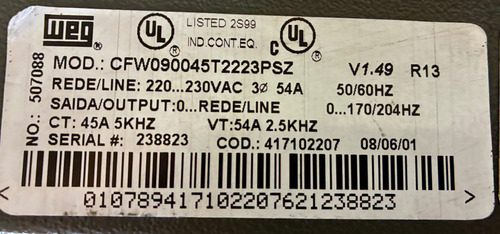 weg
UL LISTED 2S99
IND.CONT.EQ. C UL
MOD.: CFW090045T2223PSZ V1.49 R13
REDE/LINE: 220...230VAC 3Ø 54A 50/60HZ
SAIDA/OUTPUT: 0...REDE/LINE 0...170/204HZ
CT: 45A 5KHZ VT:54A 2.5KHZ
SERIAL #: 238823 COD.: 417102207 08/06/01
NO.: 507088
010789417102207621238823